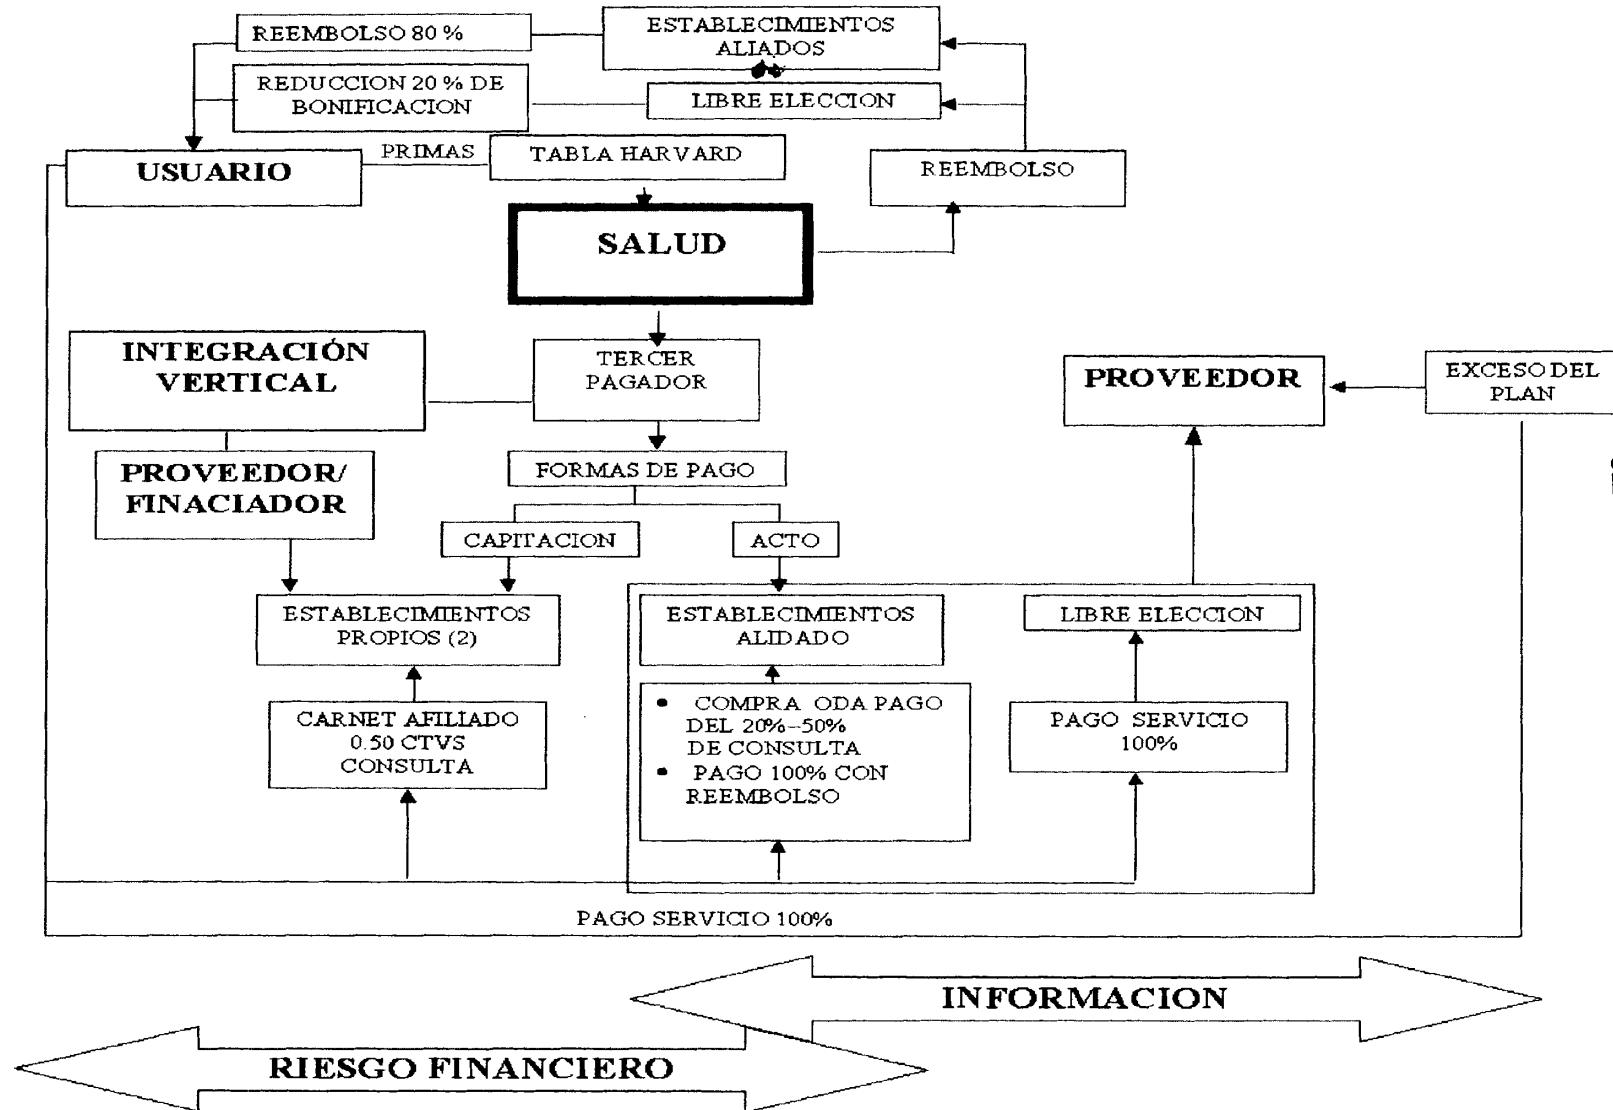 REEMBOLSO 80 %
ESTABLECIMIENTOS
ALIADOS
REDUCCION 20 % DE
BONIFICACION
LIBRE ELECCION
USUARIO
PRIMAS
TABLA HARVARD
REEMBOLSO
SALUD
INTEGRACIÓN
VERTICAL
TERCER
PAGADOR
PROVEEDOR
EXCESO DEL
PLAN
PROVEEDOR/
FINACIADOR
FORMAS DE PAGO
CAPITACION
ACTO
ESTABLECIMIENTOS
PROPIOS (2)
ESTABLECIMIENTOS
ALIDADO
LIBRE ELECCION
CARNET AFILIADO
0.50 CTVS
CONSULTA
• COMPRA ODA PAGO
DEL 20%-50%
DE CONSULTA
• PAGO 100% CON
REEMBOLSO
PAGO SERVICIO
100%
PAGO SERVICIO 100%
INFORMACION
RIESGO FINANCIERO